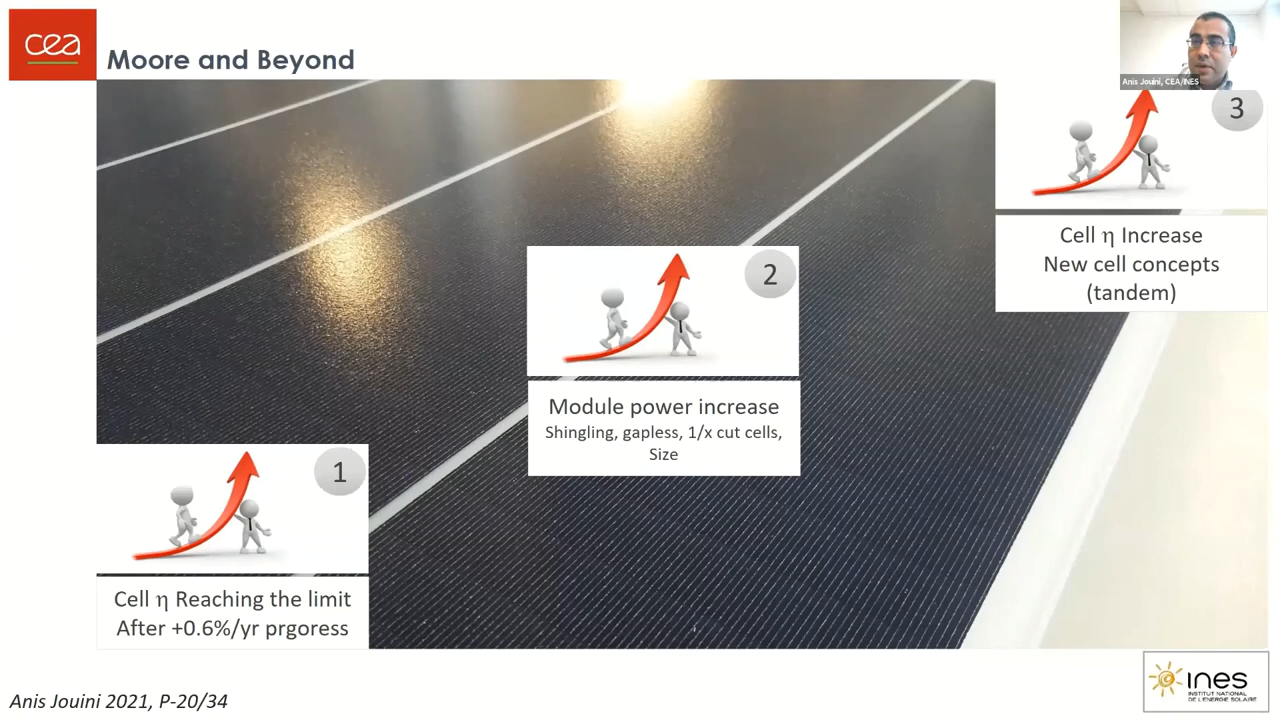 cea
Moore and Beyond
Anis Jouini, CEA/INES
3
Cell η Increase
New cell concepts
(tandem)
2
Module power increase
Shingling, gapless, 1/x cut cells,
Size
1
Cell η Reaching the limit
After +0.6%/yr prgoress
Anis Jouini 2021, P-20/34
ines
INSTITUT NATIONAL
DE L'ENERGIE SOLAIRE